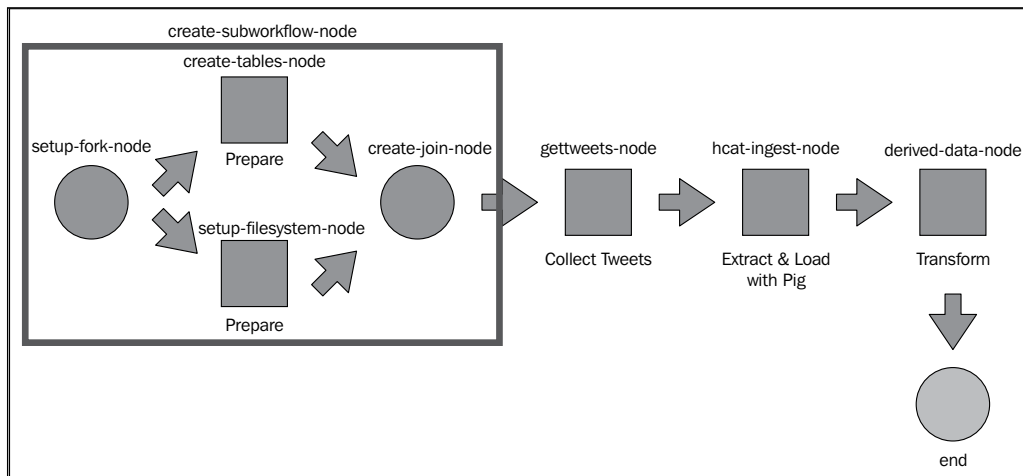 create-subworkflow-node
create-tables-node
setup-fork-node
Prepare
create-join-node
setup-filesystem-node
Prepare
gettweets-node
Collect Tweets
hcat-ingest-node
Extract & Load
with Pig
derived-data-node
Transform
end